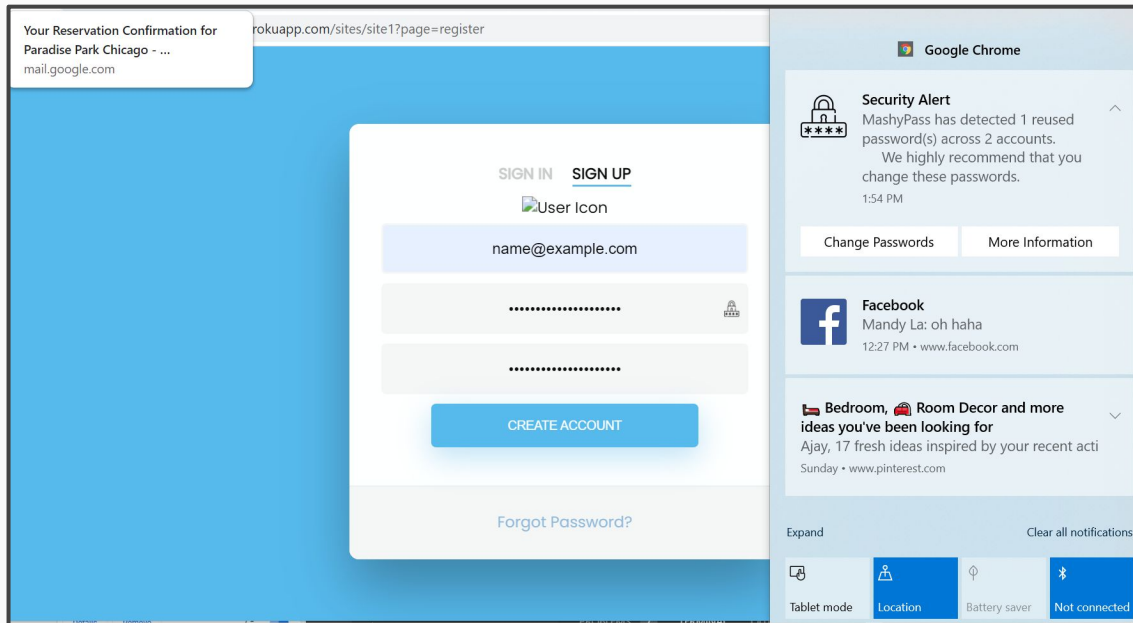 Your Reservation Confirmation for
Paradise Park Chicago - ...
mail.google.com
rokuapp.com/sites/site1?page=register
SIGN IN SIGN UP
User Icon
name@example.com
•••••••••••••••••••••
•••••••••••••••••••••
CREATE ACCOUNT
Forgot Password?
Google Chrome
****
Security Alert
MashyPass has detected 1 reused
password(s) across 2 accounts.
We highly recommend that you
change these passwords.
1:54 PM
Change Passwords More Information
Facebook
Mandy La: oh
haha
12:27 PM • www.facebook.com
🛏️ Bedroom, 🚘 Room Decor and more
ideas you've been looking for
Ajay, 17 fresh ideas inspired by your recent acti
Sunday • www.pinterest.com
Expand Clear all notifications
Tablet mode Location Battery saver Not connected